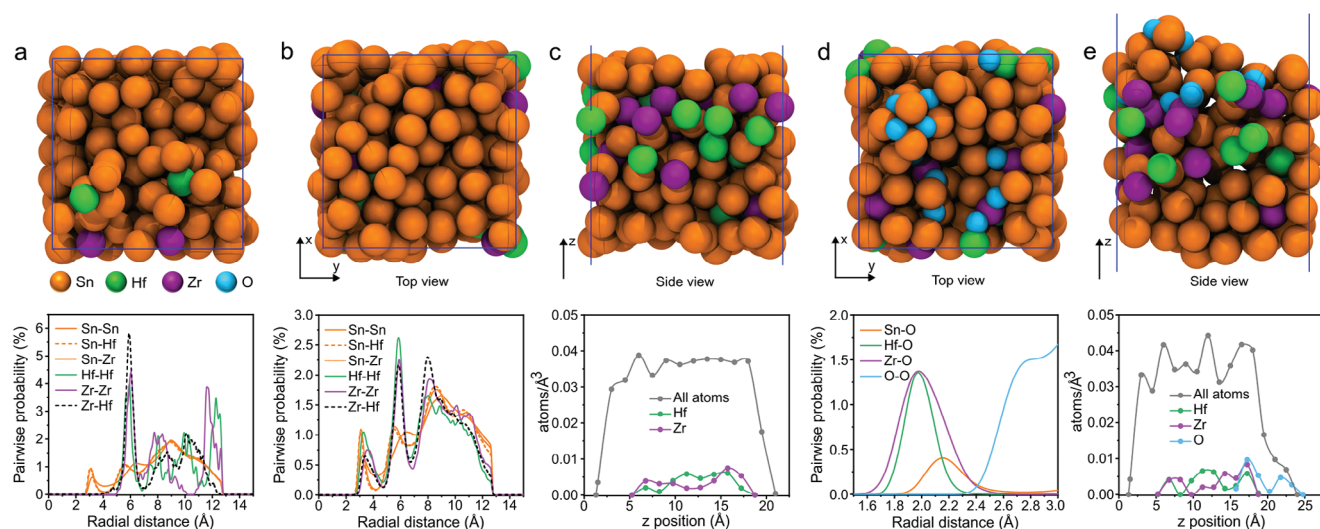 a b c d e
Sn Hf Zr O
x
y
Top view
z
Side view
x
y
Top view
z
Side view
Pairwise probability (%)
6
5
4
3
2
1
0
Sn-Sn
Sn-Hf
Sn-Zr
Hf-Hf
Zr-Zr
Zr-Hf
0 2 4 6 8 10 12 14
Radial distance (Å)
Pairwise probability (%)
3.0
2.5
2.0
1.5
1.0
0.5
0.0
Sn-Sn
Sn-Hf
Sn-Zr
Hf-Hf
Zr-Zr
Zr-Hf
0 2 4 6 8 10 12 14
Radial distance (Å)
atoms/Å³
0.05
0.04
0.03
0.02
0.01
0.00
All atoms
Hf
Zr
0 5 10 15 20
z position (Å)
Pairwise probability (%)
2.0
1.5
1.0
0.5
0.0
Sn-O
Hf-O
Zr-O
O-O
1.6 1.8 2.0 2.2 2.4 2.6 2.8 3.0
Radial distance (Å)
atoms/Å³
0.05
0.04
0.03
0.02
0.01
0.00
All atoms
Hf
Zr
O
0 5 10 15 20 25
z position (Å)